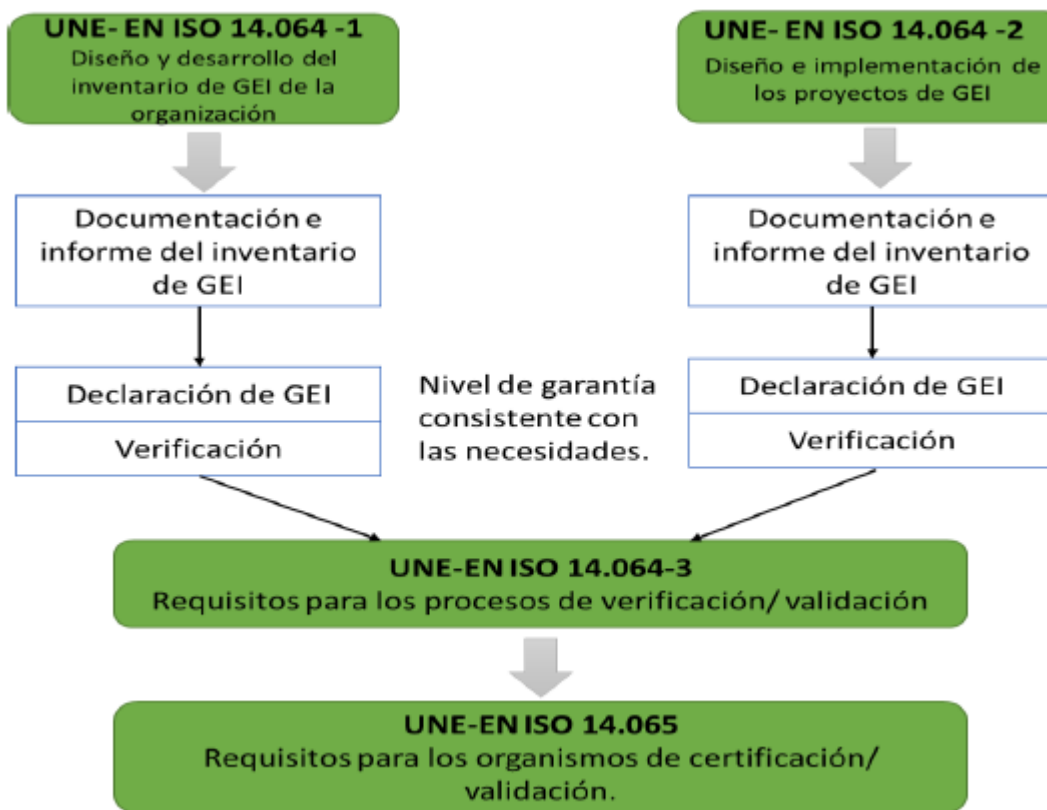 UNE- EN ISO 14.064 -1
Diseño y desarrollo del
inventario de GEI de la
organización
UNE- EN ISO 14.064 -2
Diseño e implementación de
los proyectos de GEI
Documentación e
informe del inventario
de GEI
Documentación e
informe del inventario
de GEI
Declaración de GEI
Verificación
Nivel de garantía
consistente con
las necesidades.
Declaración de GEI
Verificación
UNE-EN ISO 14.064-3
Requisitos para los procesos de verificación/ validación
UNE-EN ISO 14.065
Requisitos para los organismos de certificación/
validación.